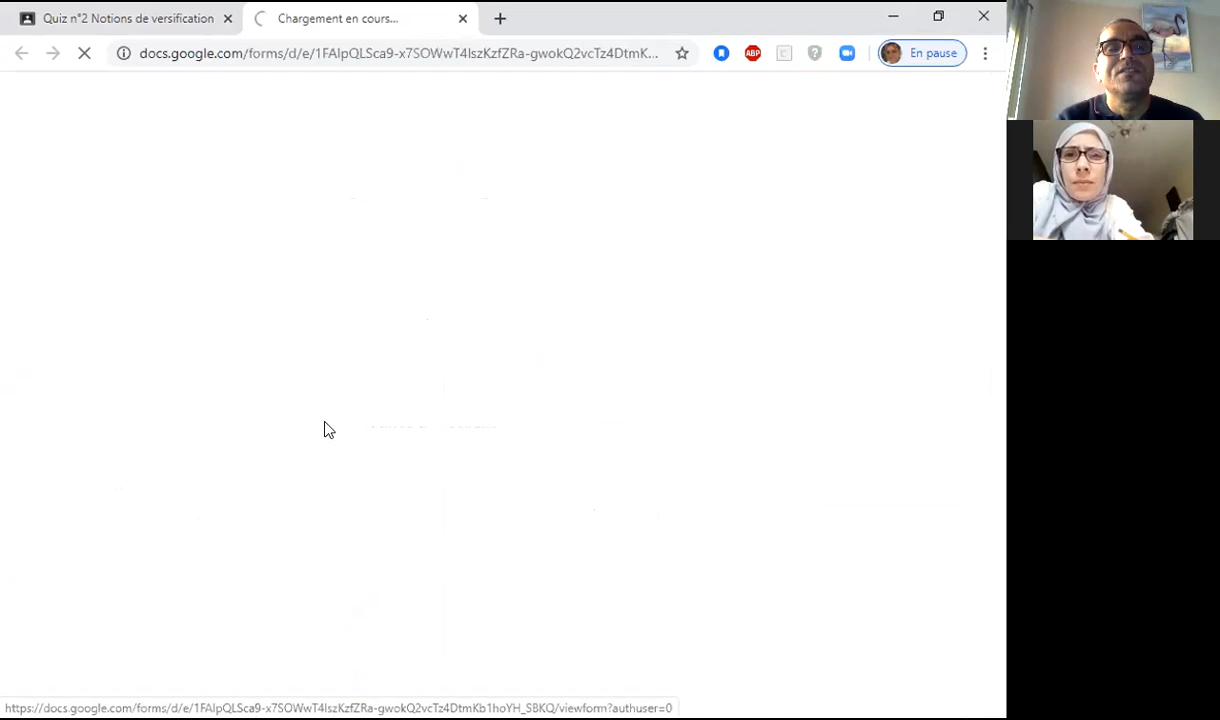 Quiz n°2 Notions de versification
Chargement en cours...
docs.google.com/forms/d/e/1FAIpQLSca9-x7SOWwT4lszKzfZRa-gwokQ2vcTz4DtmK...
ABP
En pause
https://docs.google.com/forms/d/e/1FAIpQLSca9-x7SOWwT4lszKzfZRa-gwokQ2vcTz4DtmKb1hoYH_SBKQ/viewform?authuser=0